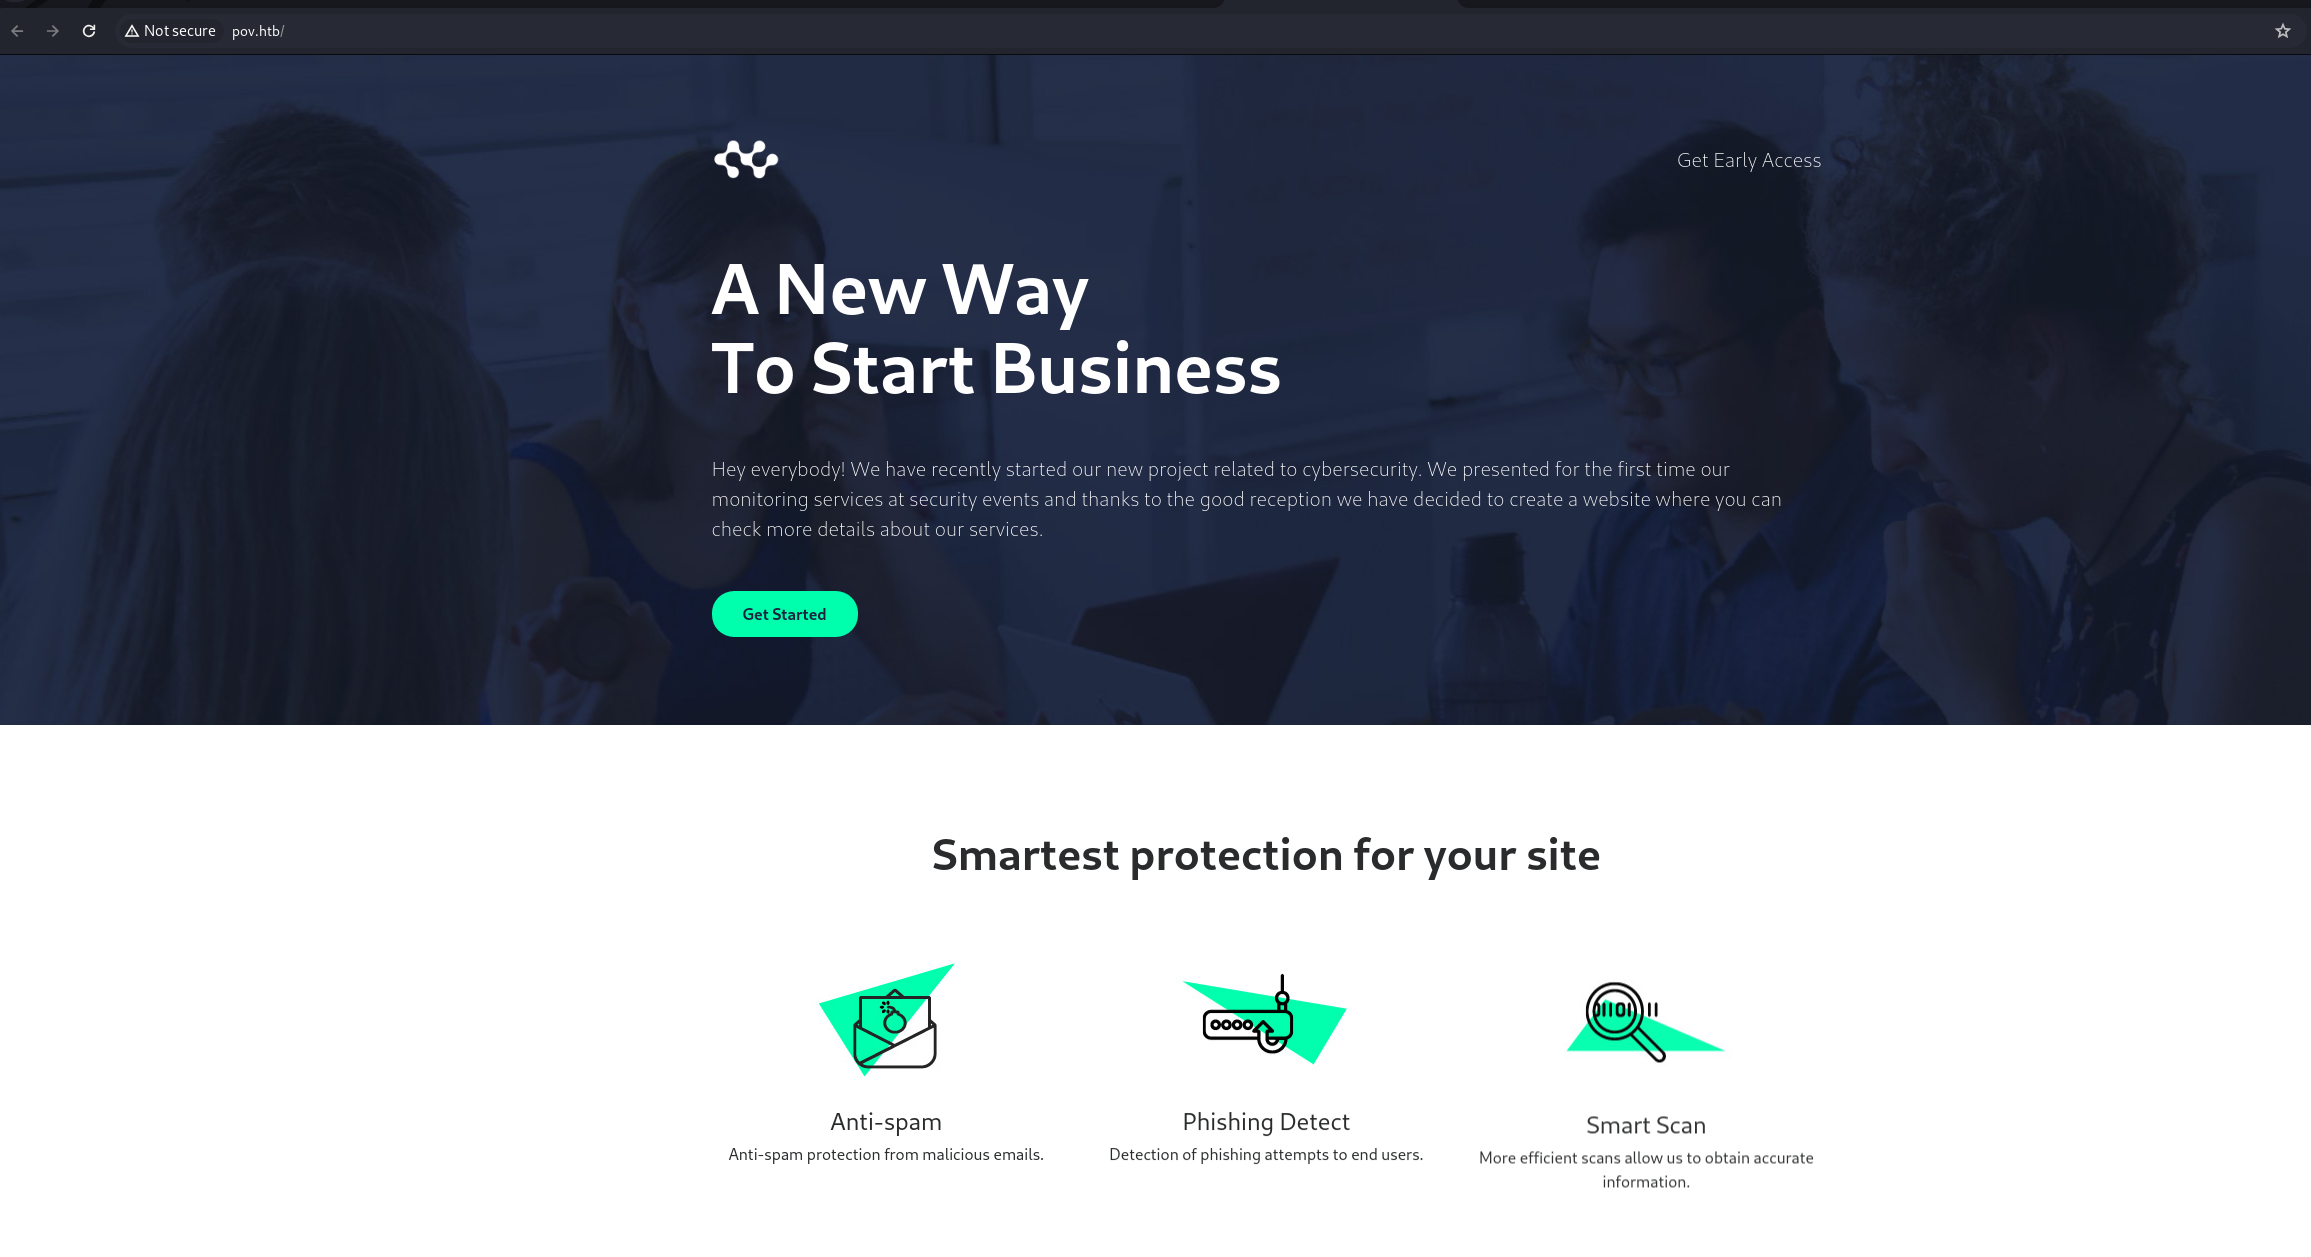 Not secure pov.htb/
Get Early Access
A New Way
To Start Business
Hey everybody! We have recently started our new project related to cybersecurity. We presented for the first time our
monitoring services at security events and thanks to the good reception we have decided to create a website where you can
check more details about our services.
Get Started
Smartest protection for your site
Anti-spam
Anti-spam protection from malicious emails.
Phishing Detect
Detection of phishing attempts to end users.
Smart Scan
More efficient scans allow us to obtain accurate
information.